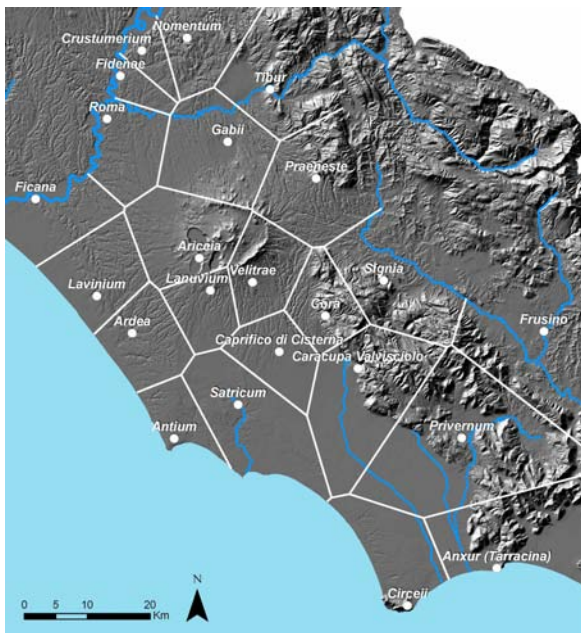 Nomentum
Crustumerium
Fidenae
Tibur
Roma
Gabii
Praeneste
Ficana
Ariccia
Signia
Lavinium
Lanuvium
Velitrae
Cora
Ardea
Frusino
Caprifico di Cisterna
Caracupa Valvisciolo
Satricum
Antium
Privernum
Anxur (Tarracina)
Circeii
N
0 5 10 20
Km